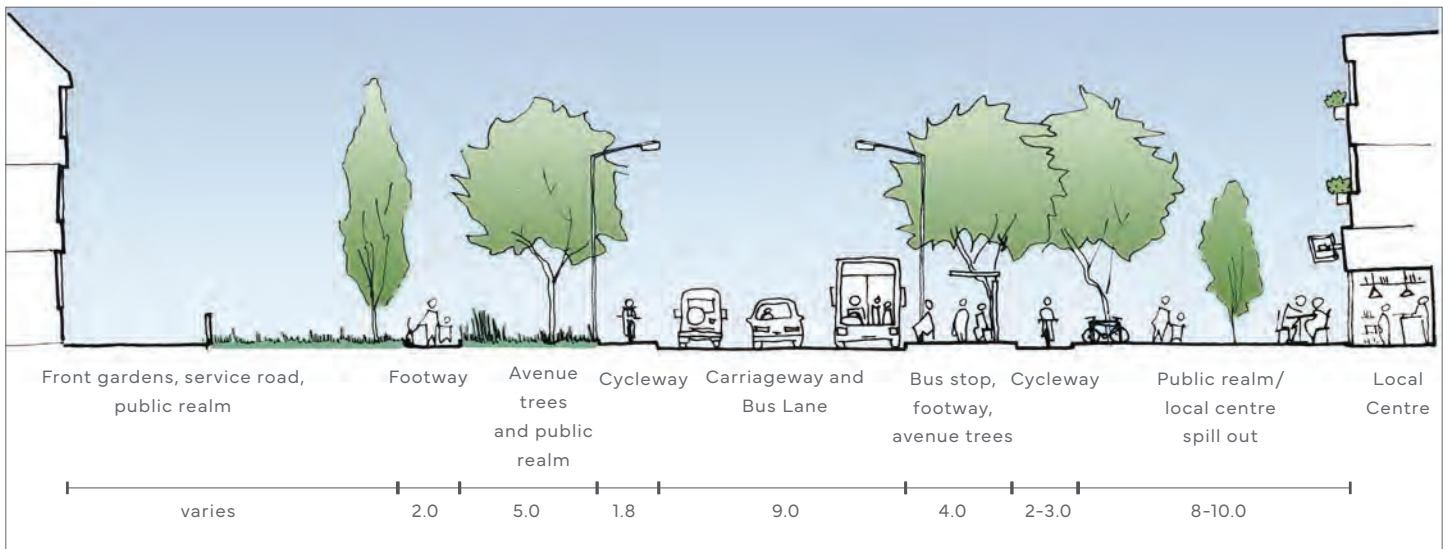 Front gardens, service road,
public realm
Footway
Avenue
trees
and public
realm
Cycleway
Carriageway and
Bus Lane
Bus stop,
footway,
avenue trees
Cycleway
Public realm/
local centre
spill out
Local
Centre
varies
2.0
5.0
1.8
9.0
4.0
2-3.0
8-10.0